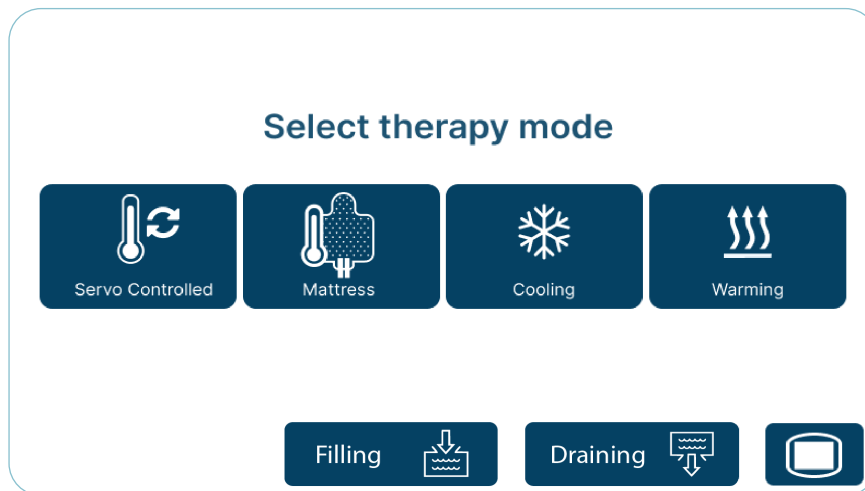 Select therapy mode
Servo Controlled
Mattress
Cooling
Warming
Filling
Draining